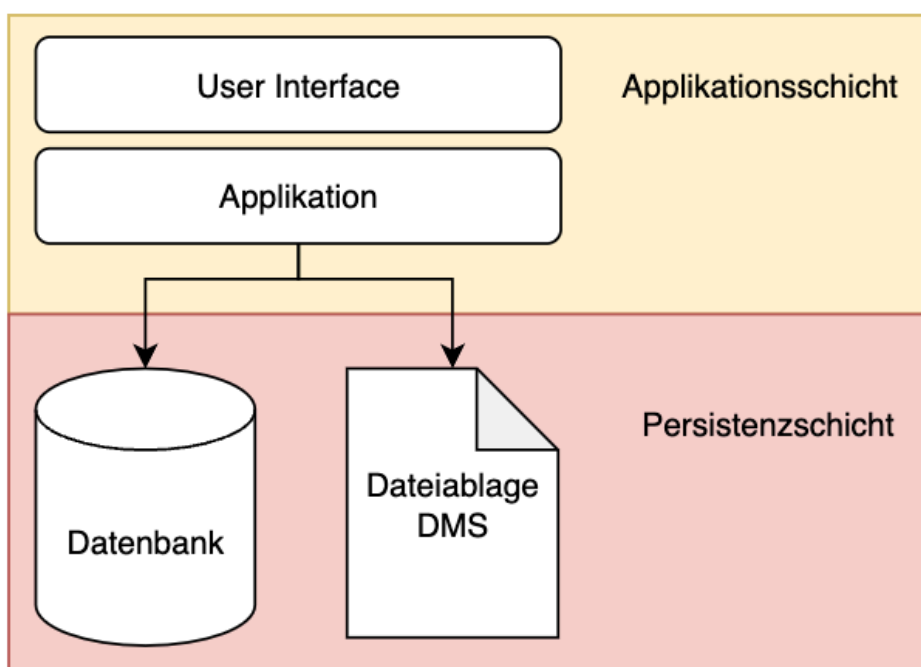 User Interface
Applikationsschicht
Applikation
Persistenzschicht
Dateiablage
DMS
Datenbank